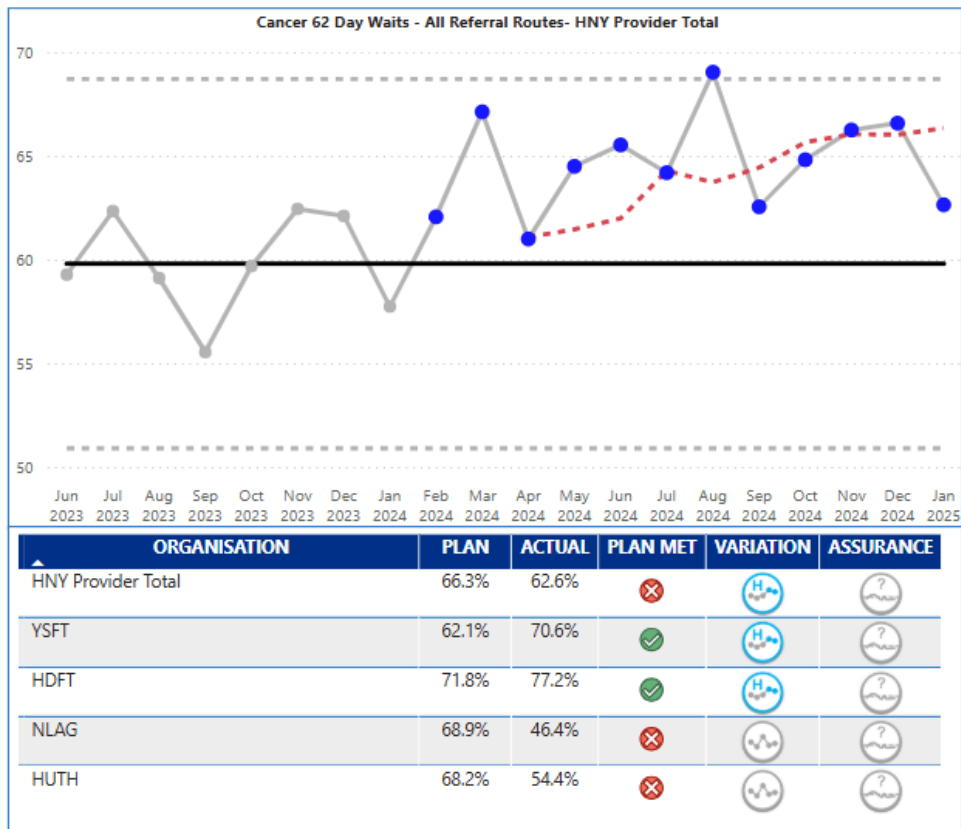 Cancer 62 Day Waits - All Referral Routes- HNY Provider Total
70
65
60
55
50
Jun Jul Aug Sep Oct Nov Dec Jan Feb Mar Apr May Jun Jul Aug Sep Oct Nov Dec Jan
2023 2023 2023 2023 2023 2023 2023 2024 2024 2024 2024 2024 2024 2024 2024 2024 2024 2024 2024 2025
ORGANISATION PLAN ACTUAL PLAN MET VARIATION ASSURANCE
HNY Provider Total 66.3% 62.6% H ?
YSFT 62.1% 70.6% H ?
HDFT 71.8% 77.2% H ?
NLAG 68.9% 46.4% ?
HUTH 68.2% 54.4% ?